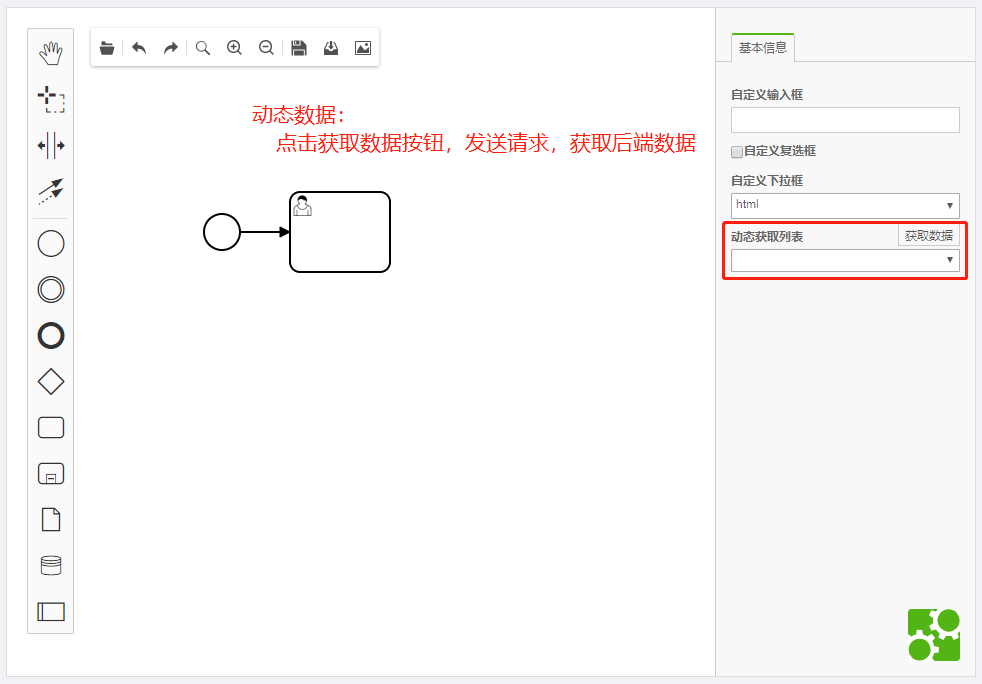 基本信息
动态数据：
点击获取数据按钮，发送请求，获取后端数据
自定义输入框
自定义复选框
自定义下拉框
html
动态获取列表 获取数据